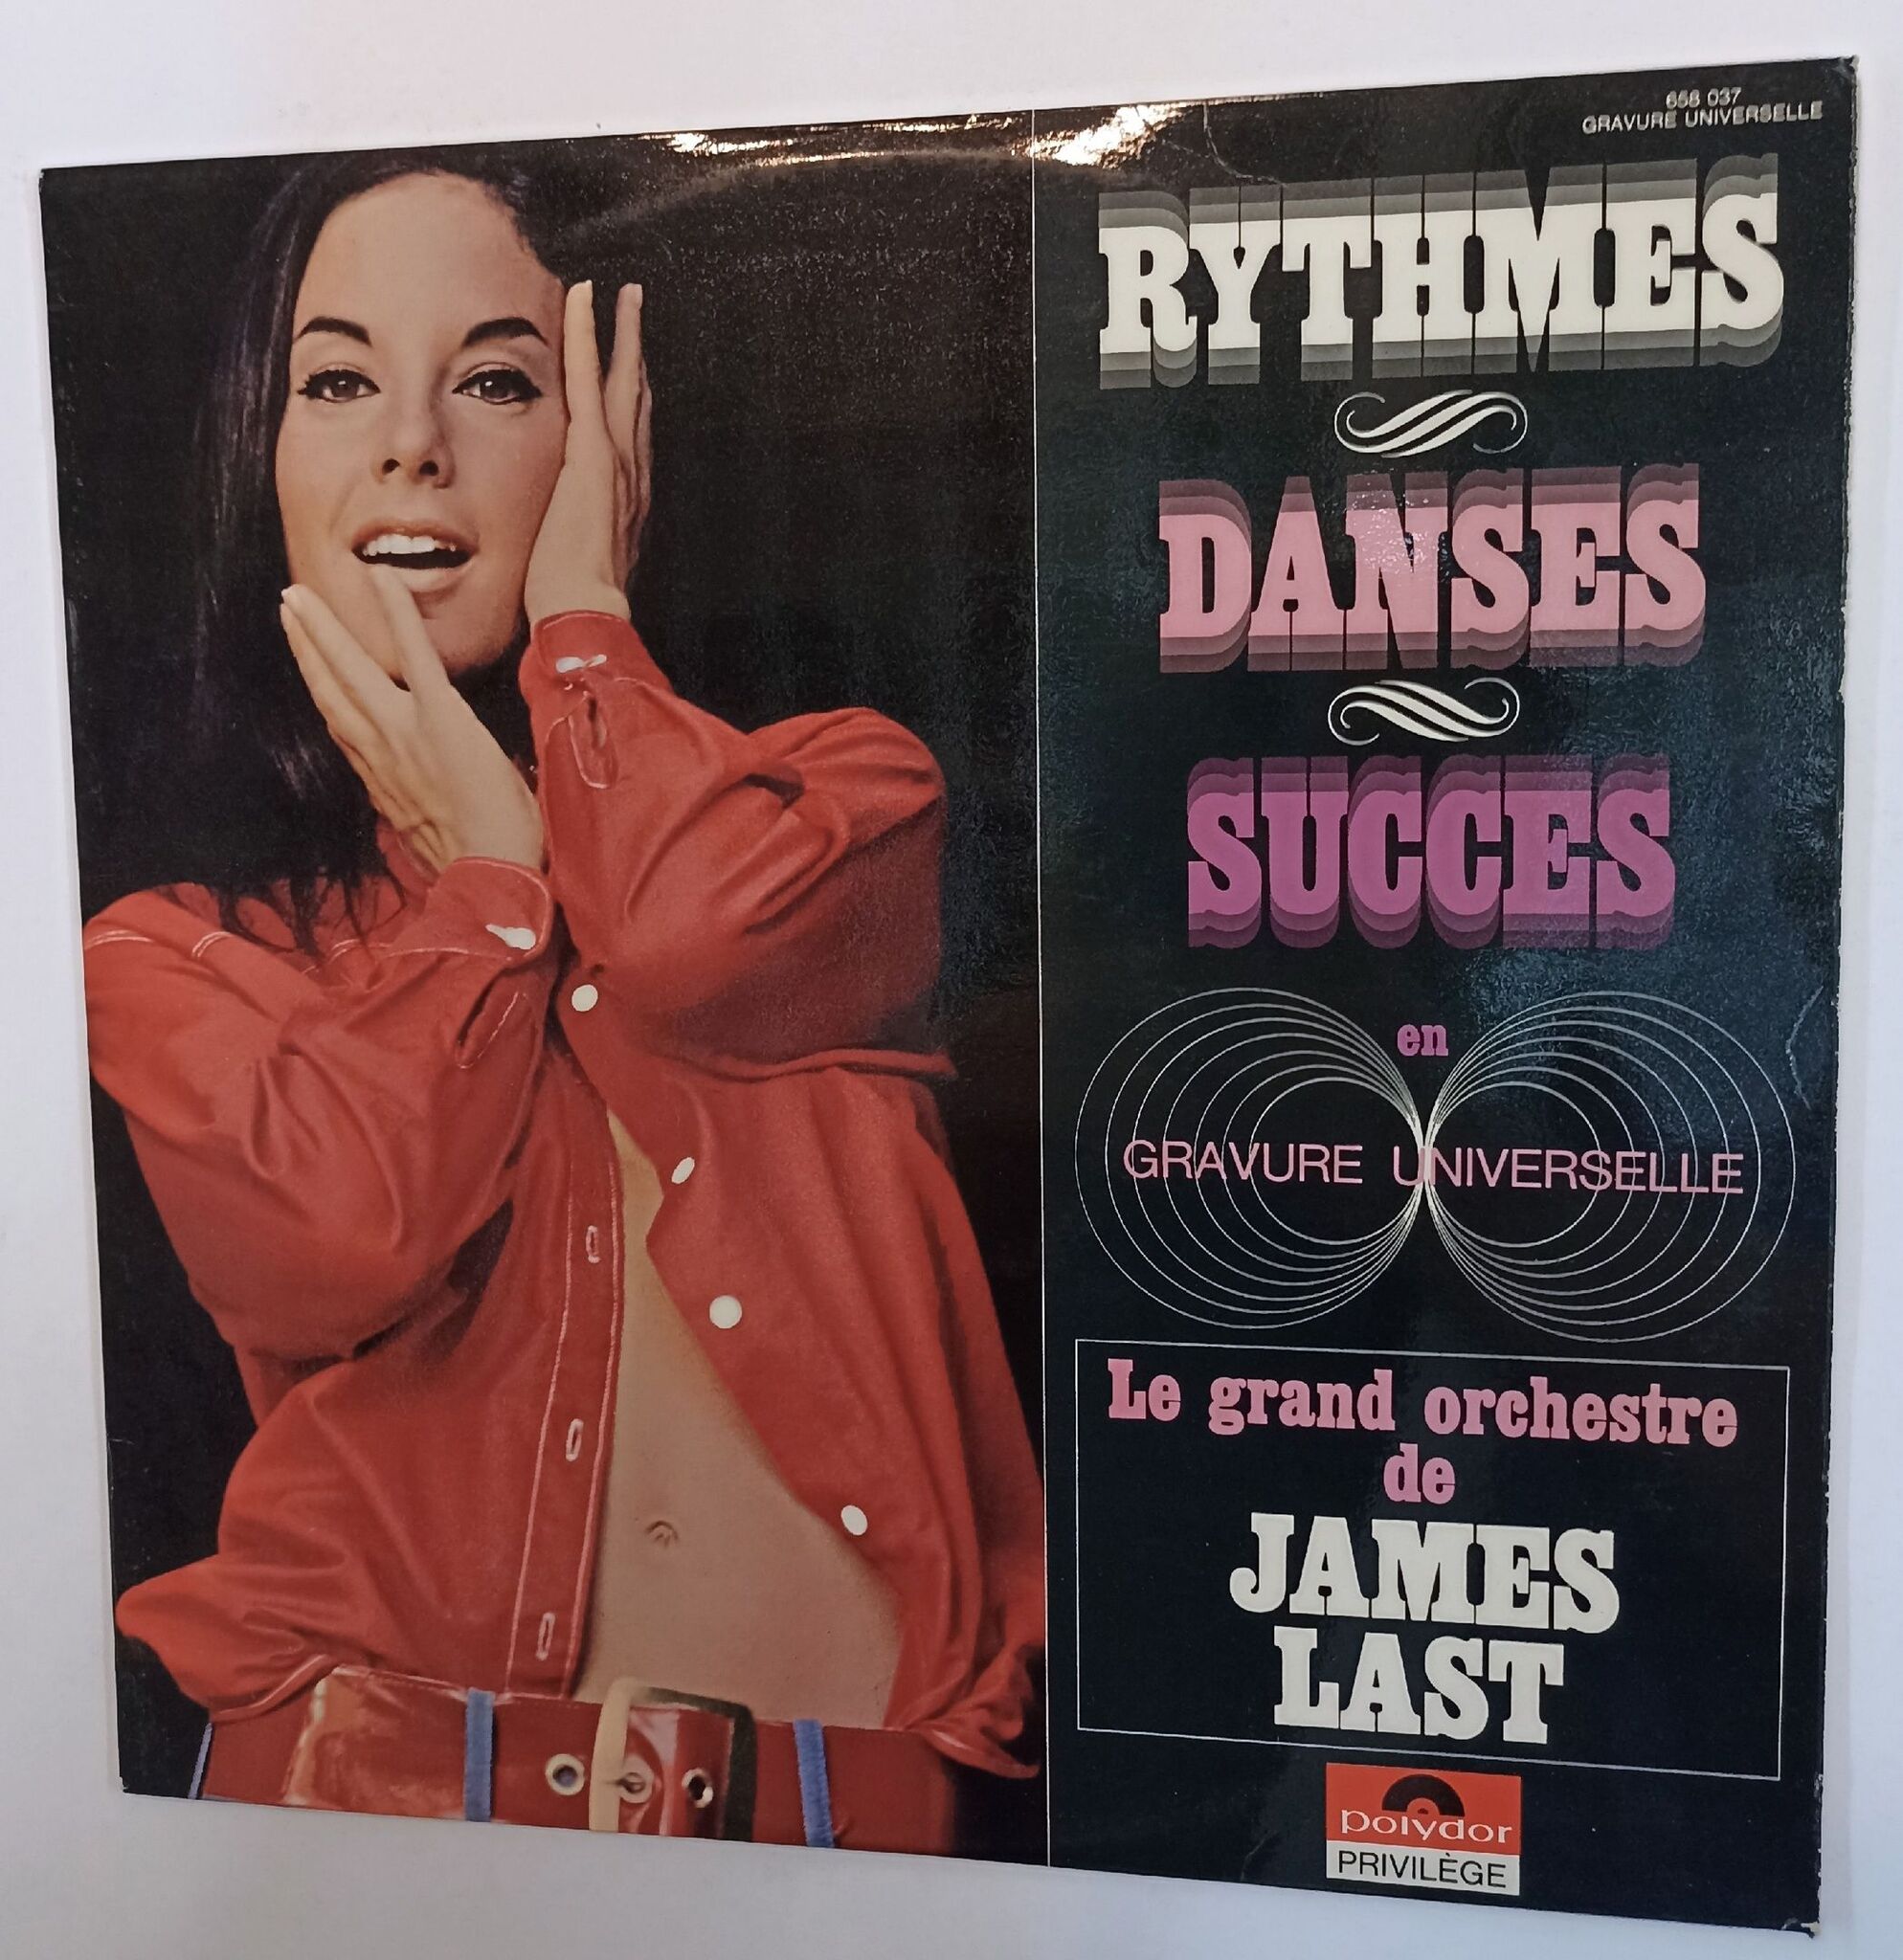 658 037
GRAVURE UNIVERSELLE
RYTHMES
DANSES
SUCCES
en
GRAVURE UNIVERSELLE
Le grand orchestre
de
JAMES
LAST
polydor
PRIVILÈGE